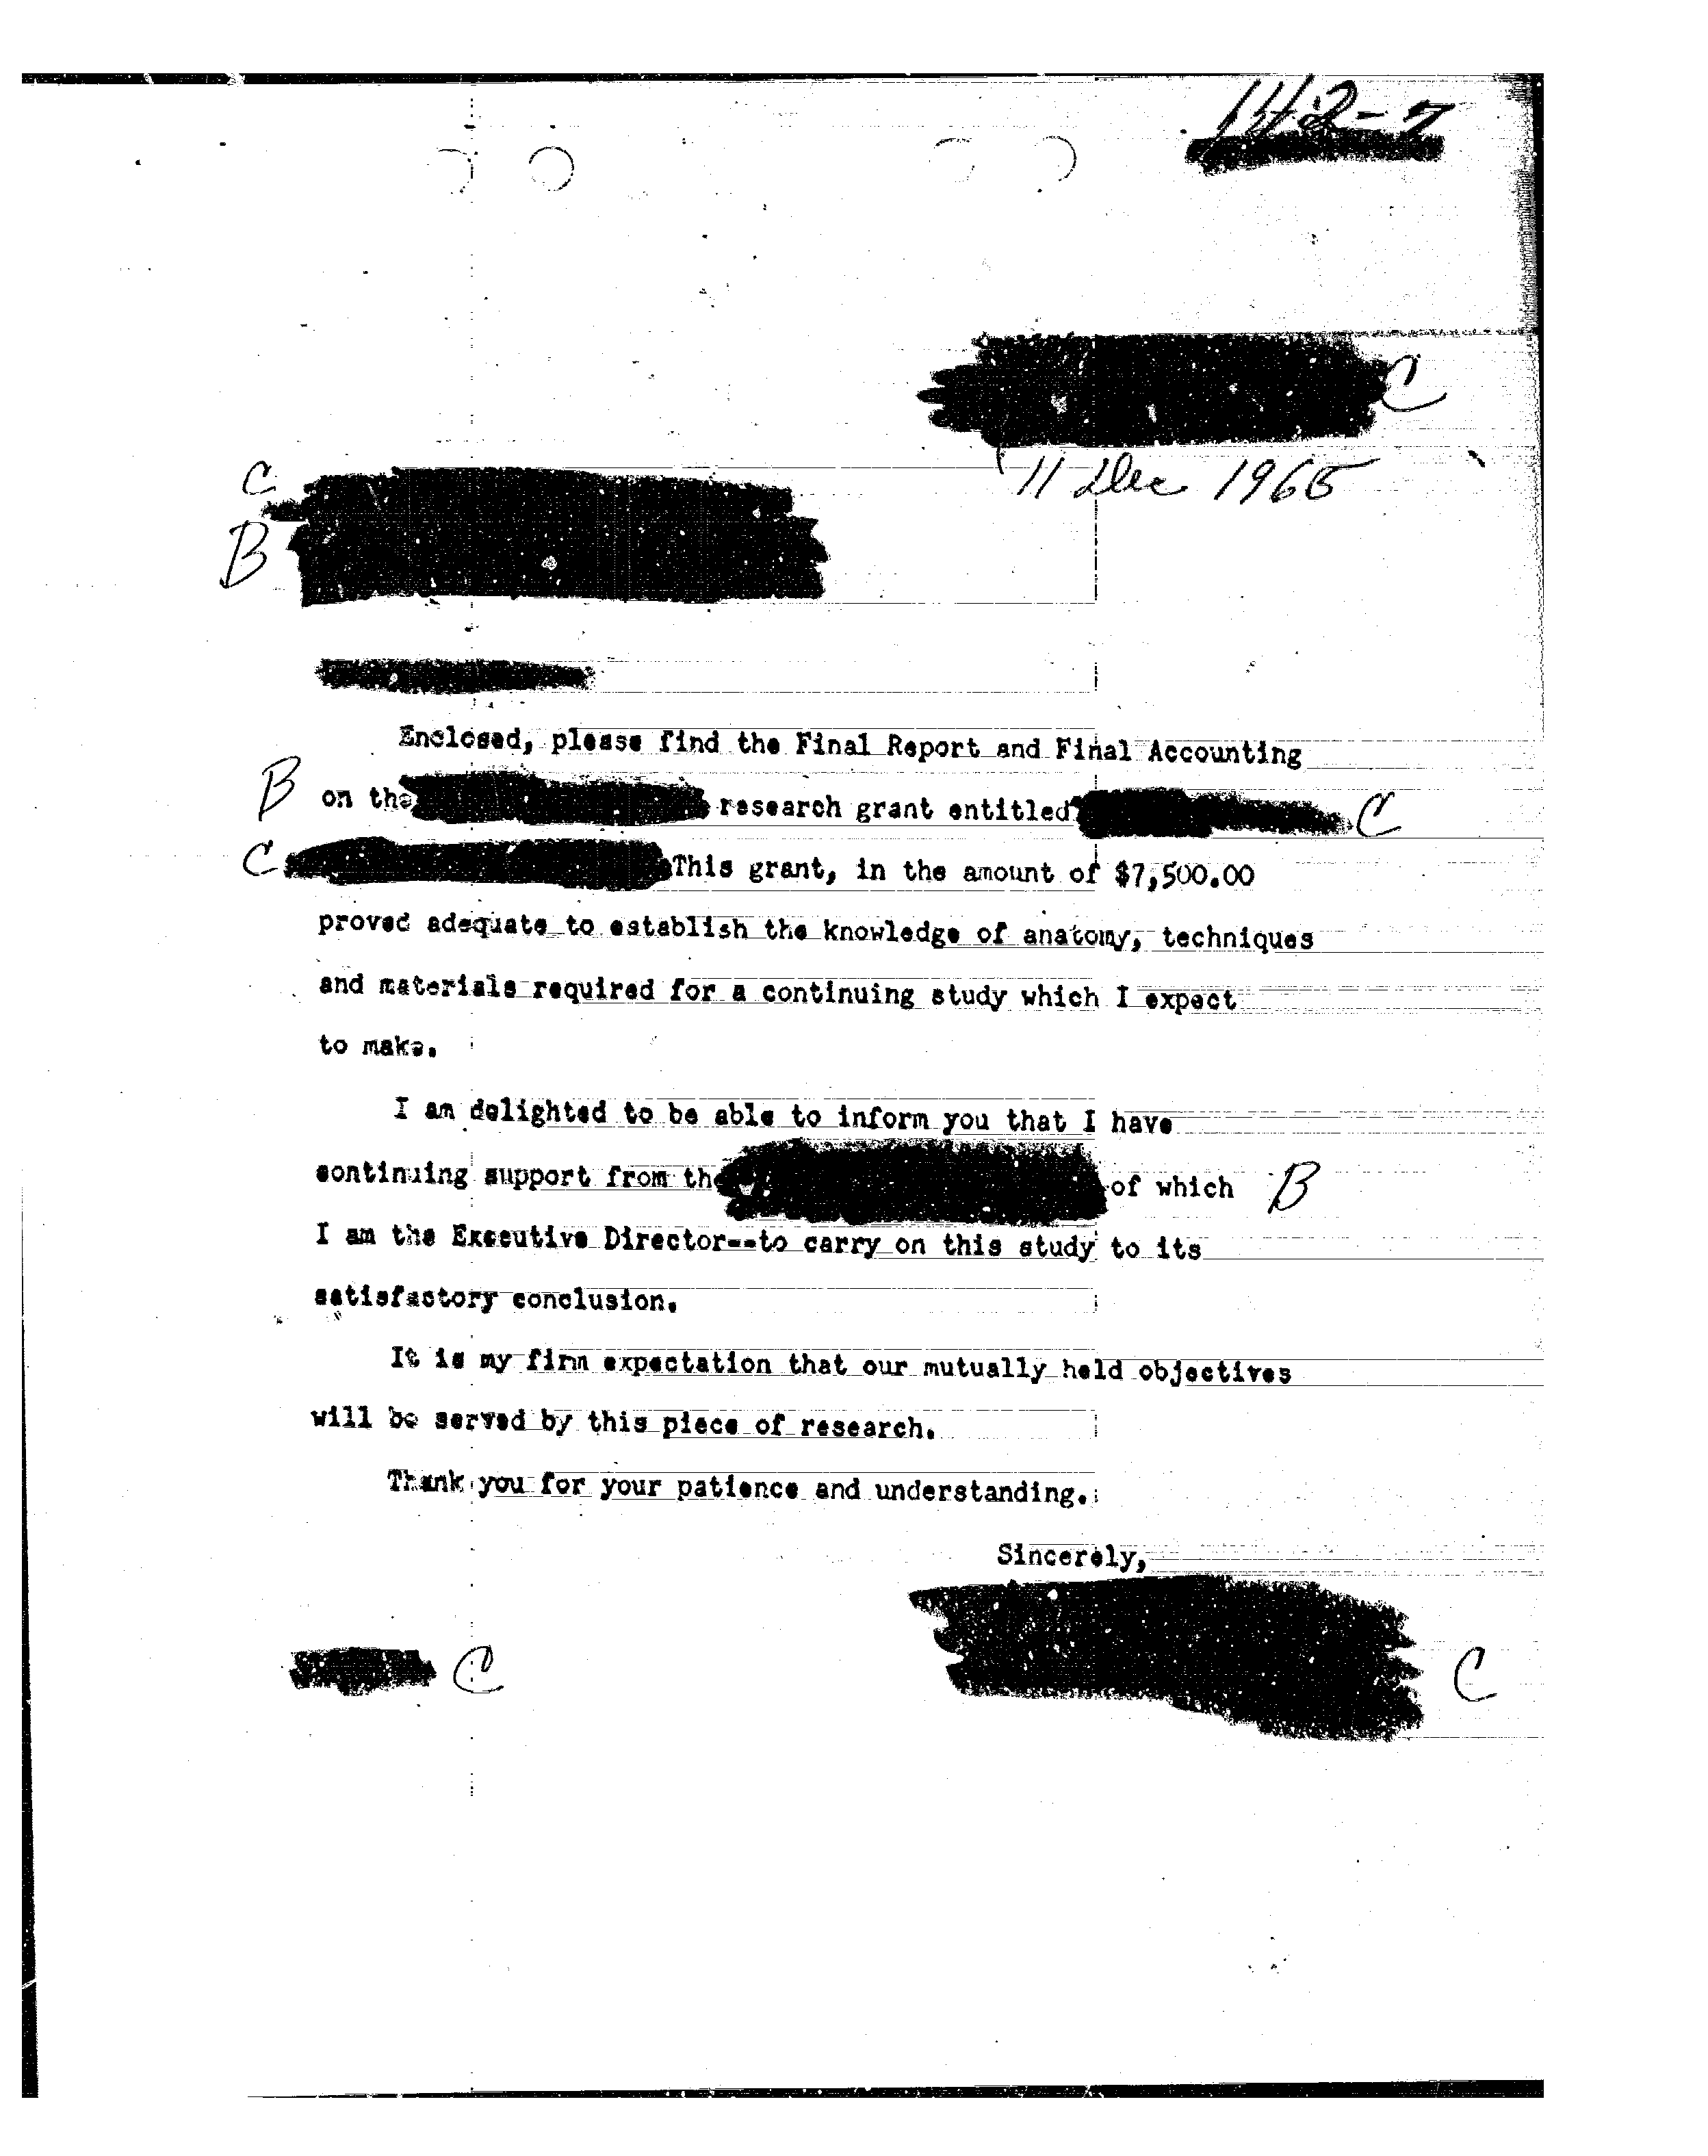 142-7
C
11 Dec 1965
C
B
Enclosed, please find the Final Report and Final Accounting
B on the research grant entitled C
C This grant, in the amount of $7,500.00
proved adequate to establish the knowledge of anatomy, techniques
and materials required for a continuing study which I expect
to make.
I am delighted to be able to inform you that I have
continuing support from the of which B
I am the Executive Director--to carry on this study to its
satisfactory conclusion.
It is my firm expectation that our mutually held objectives
will be served by this piece of research.
Thank you for your patience and understanding.
Sincerely,
C C